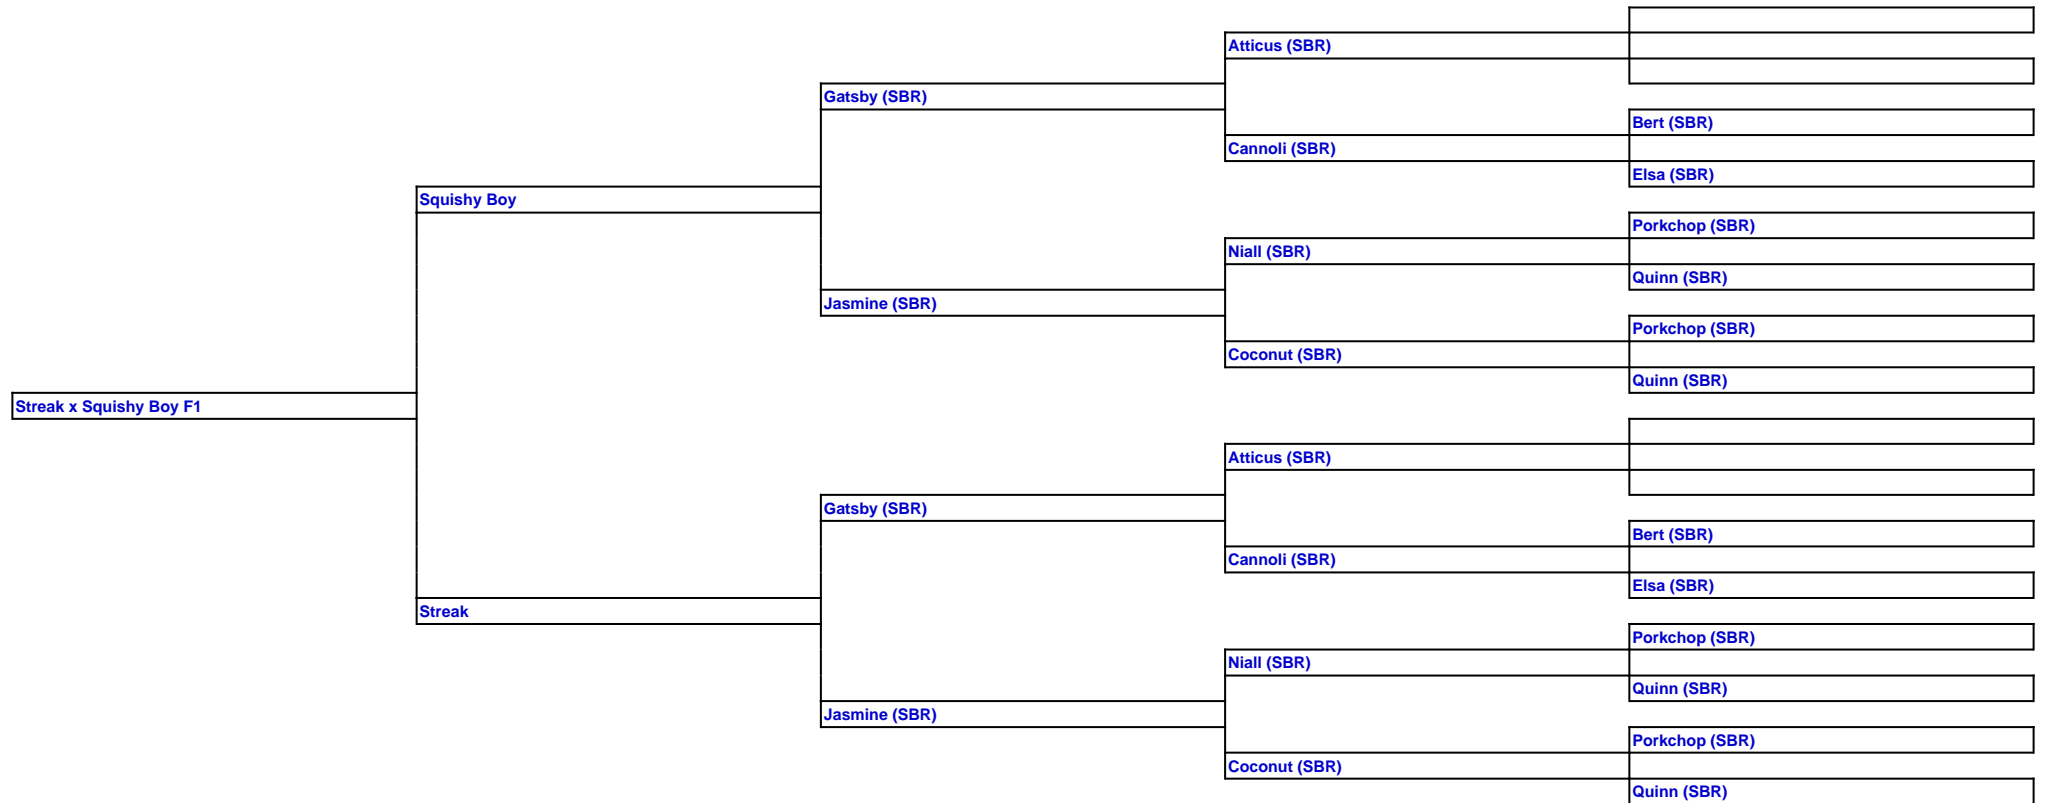 Atticus (SBR)
Gatsby (SBR)
Bert (SBR)
Cannoli (SBR)
Elsa (SBR)
Squishy Boy
Porkchop (SBR)
Niall (SBR)
Quinn (SBR)
Jasmine (SBR)
Porkchop (SBR)
Coconut (SBR)
Quinn (SBR)
Streak x Squishy Boy F1
Atticus (SBR)
Gatsby (SBR)
Bert (SBR)
Cannoli (SBR)
Elsa (SBR)
Streak
Porkchop (SBR)
Niall (SBR)
Quinn (SBR)
Jasmine (SBR)
Porkchop (SBR)
Coconut (SBR)
Quinn (SBR)